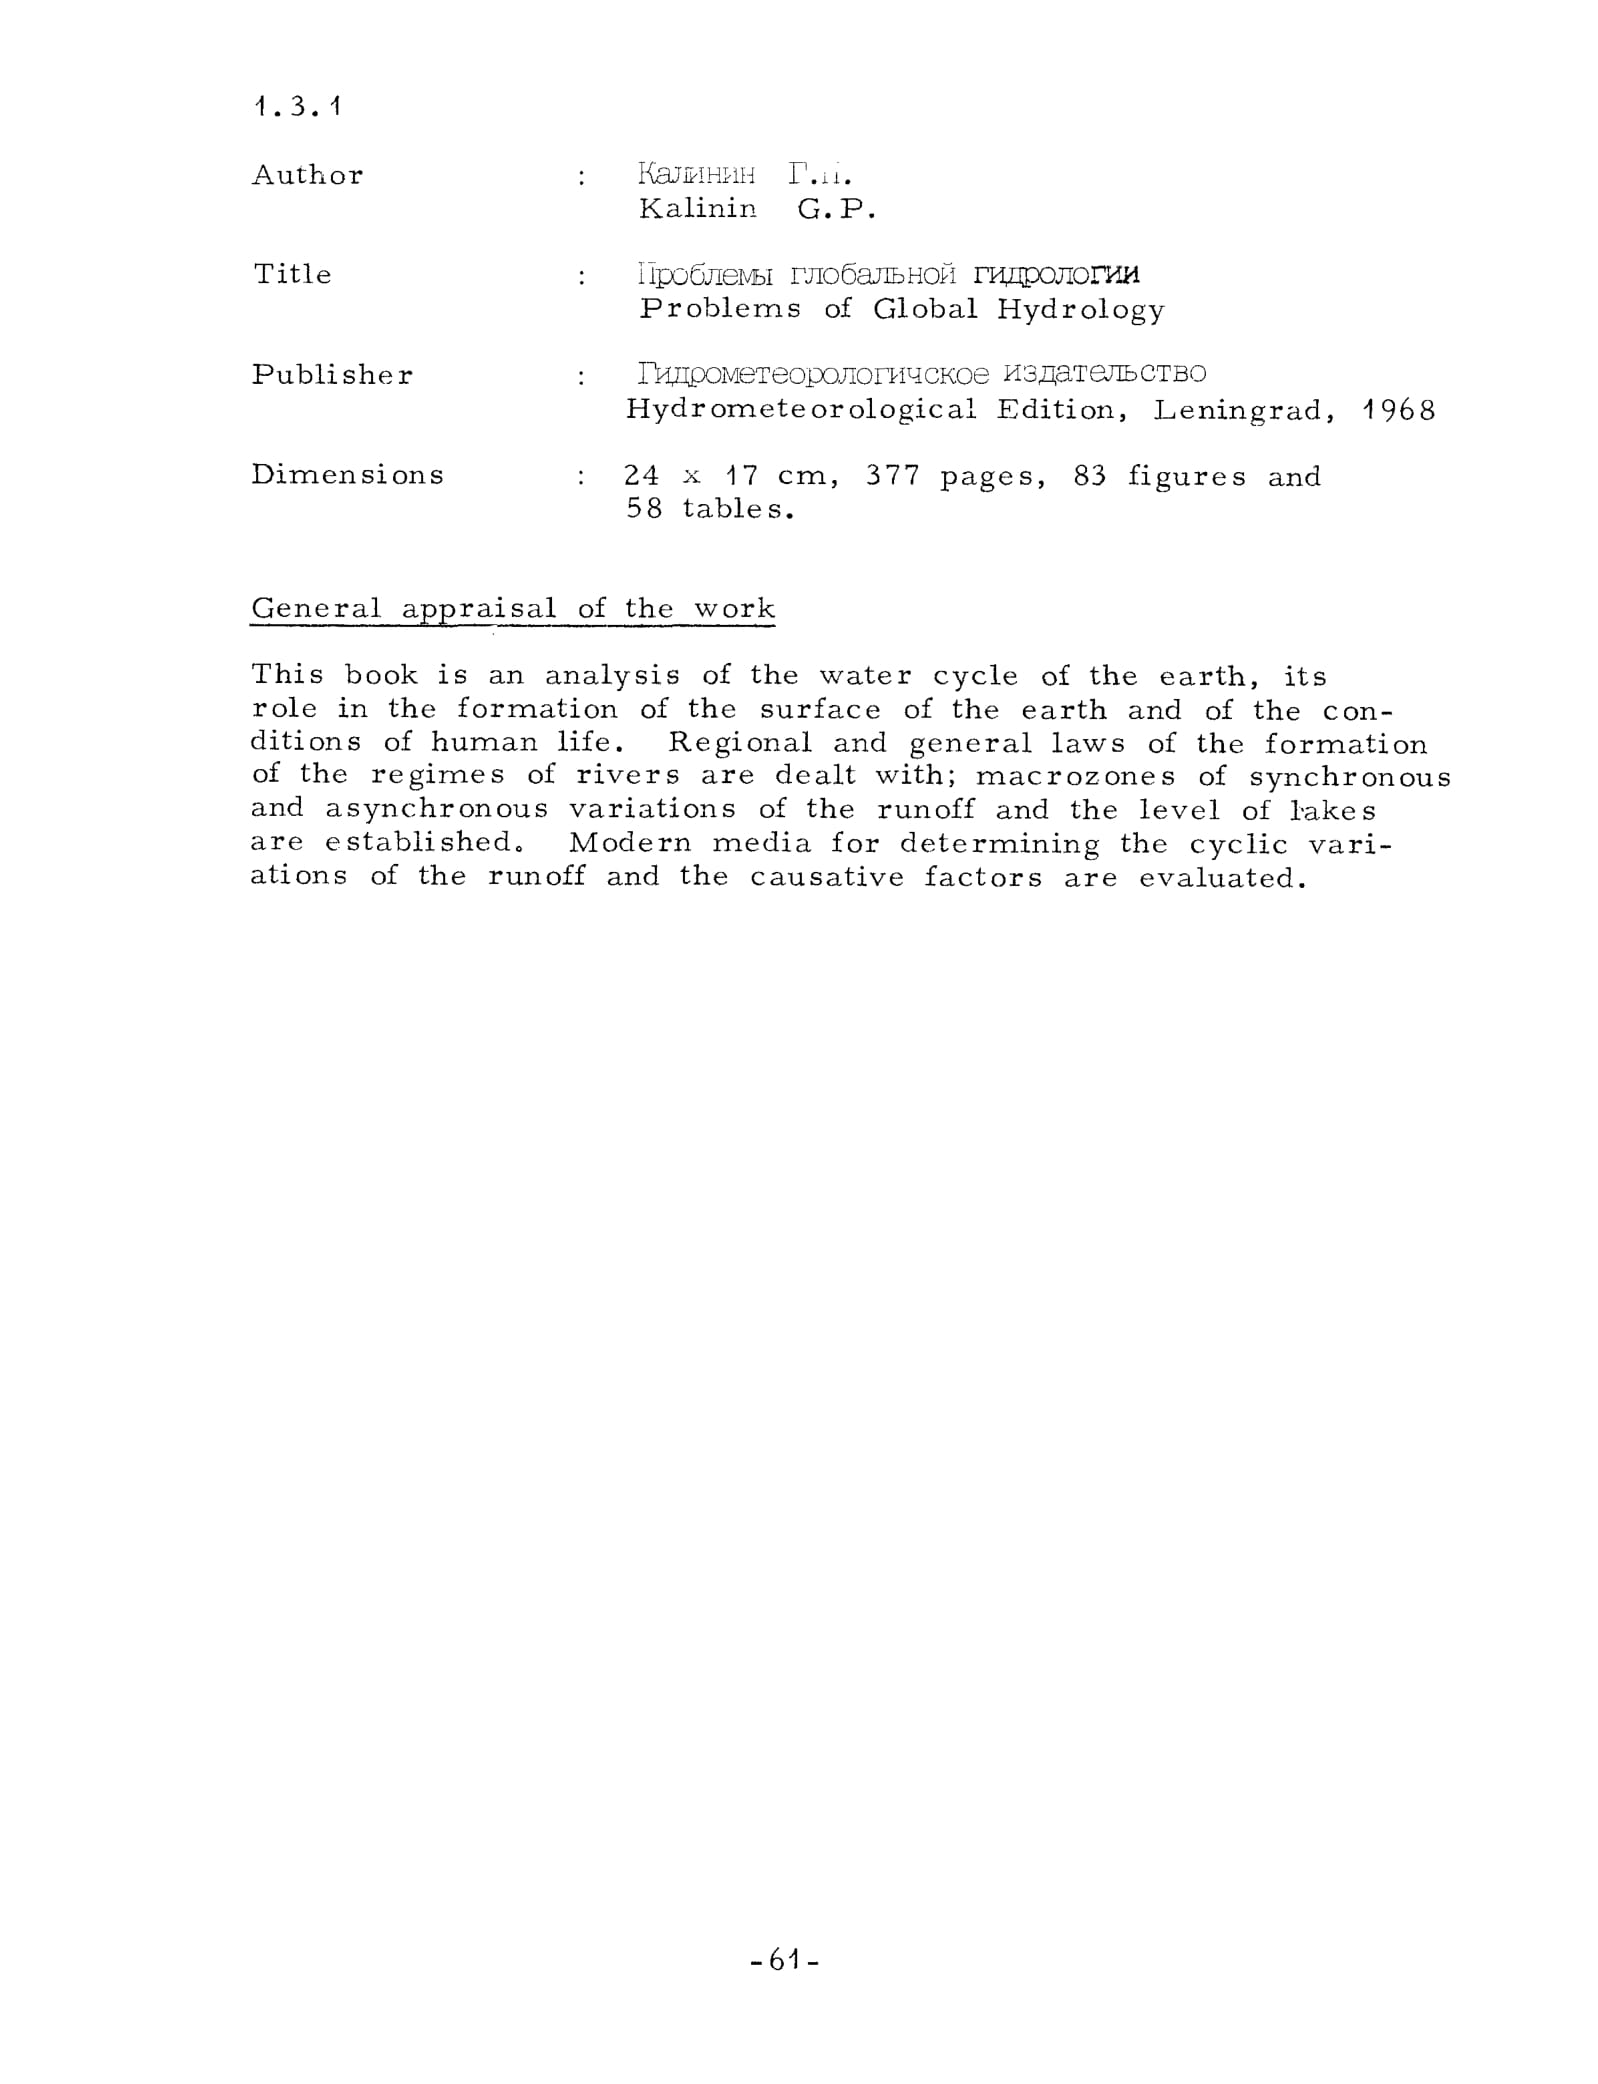 1.3.1
Author : Калинин Г.П.
Kalinin G.P.
Title : Проблемы глобальной гидрологии
Problems of Global Hydrology
Publisher : Гидрометеорологичское издательство
Hydrometeorological Edition, Leningrad, 1968
Dimensions : 24 x 17 cm, 377 pages, 83 figures and
58 tables.
General appraisal of the work
This book is an analysis of the water cycle of the earth, its
role in the formation of the surface of the earth and of the con-
ditions of human life. Regional and general laws of the formation
of the regimes of rivers are dealt with; macrozones of synchronous
and asynchronous variations of the runoff and the level of lakes
are established. Modern media for determining the cyclic vari-
ations of the runoff and the causative factors are evaluated.
-61-